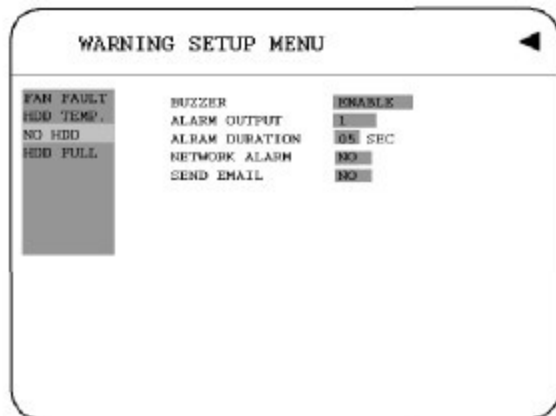 WARNING SETUP MENU
FAN FAULT
HDD TEMP.
NO HDD
HDD FULL
BUZZER ENABLE
ALARM OUTPUT 1
ALRAM DURATION 05 SEC
NETWORK ALARM NO
SEND EMAIL NO